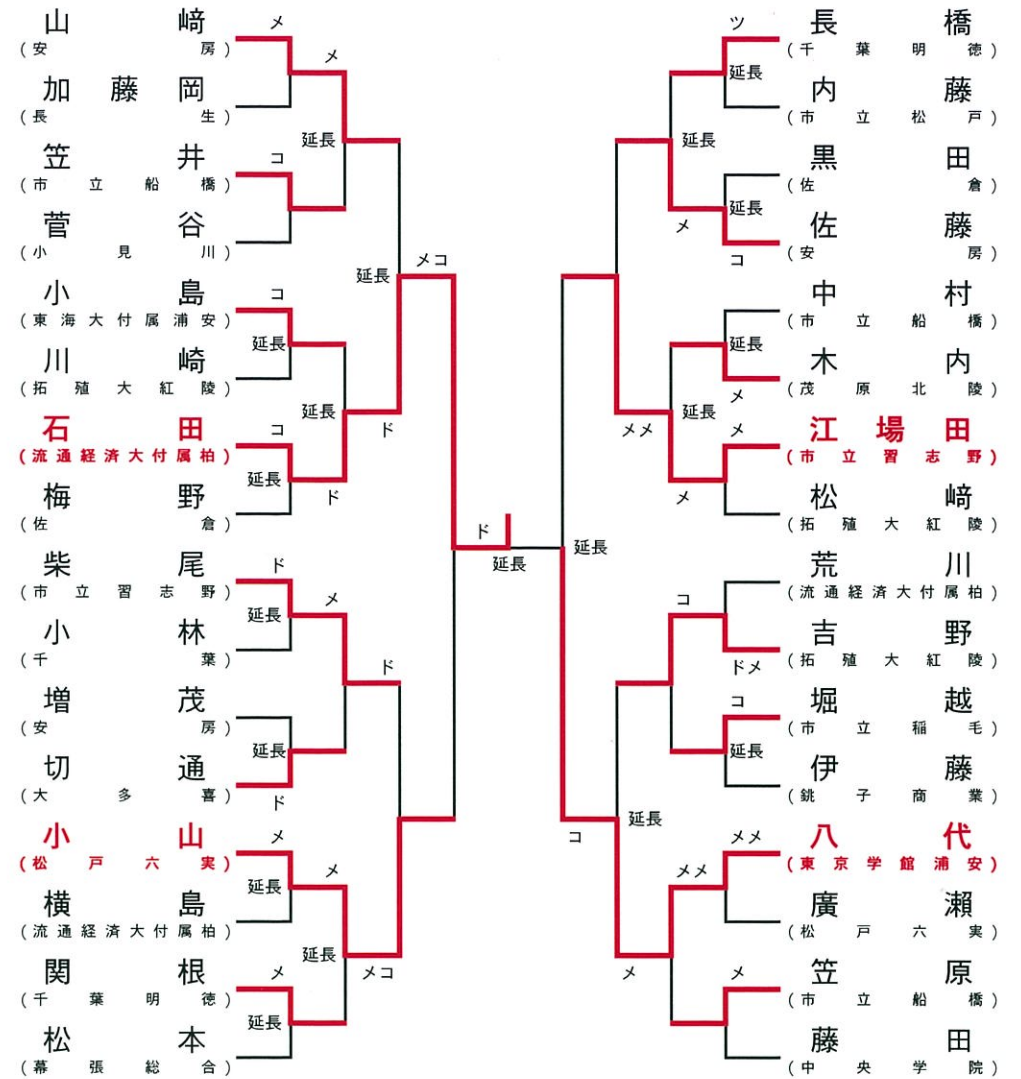 山﨑
(安房)
加藤岡
(長生)
笠井
(市立船橋)
菅谷
(小見川)
小島
(東海大付属浦安)
川崎
(拓殖大紅陵)
石田
(流通経済大付属柏)
梅野
(佐倉)
柴尾
(市立習志野)
小林
(千葉)
増茂
(安房)
切通
(大多喜)
小山
(松戸六実)
横島
(流通経済大付属柏)
関根
(千葉明徳)
松本
(幕張総合)
メ
メ
延長
コ
メコ
延長
コ
延長
延長
ド
コ
延長
ド
ド
延長
メ
ド
延長
ド
メ
延長
メ
延長
メコ
メ
延長
ド
延長
ツ
延長
延長
延長
メ
コ
延長
メ
延長
メメ
メ
メ
延長
コ
ドメ
コ
延長
延長
コ
メメ
メメ
メ
メ
長橋
(千葉明徳)
内藤
(市立松戸)
黒田
(佐倉)
佐藤
(安房)
中村
(市立船橋)
木内
(茂原北陵)
江場田
(市立習志野)
松﨑
(拓殖大紅陵)
荒川
(流通経済大付属柏)
吉野
(拓殖大紅陵)
堀越
(市立稲毛)
伊藤
(銚子商業)
八代
(東京学館浦安)
廣瀬
(松戸六実)
笠原
(市立船橋)
藤田
(中央学院)